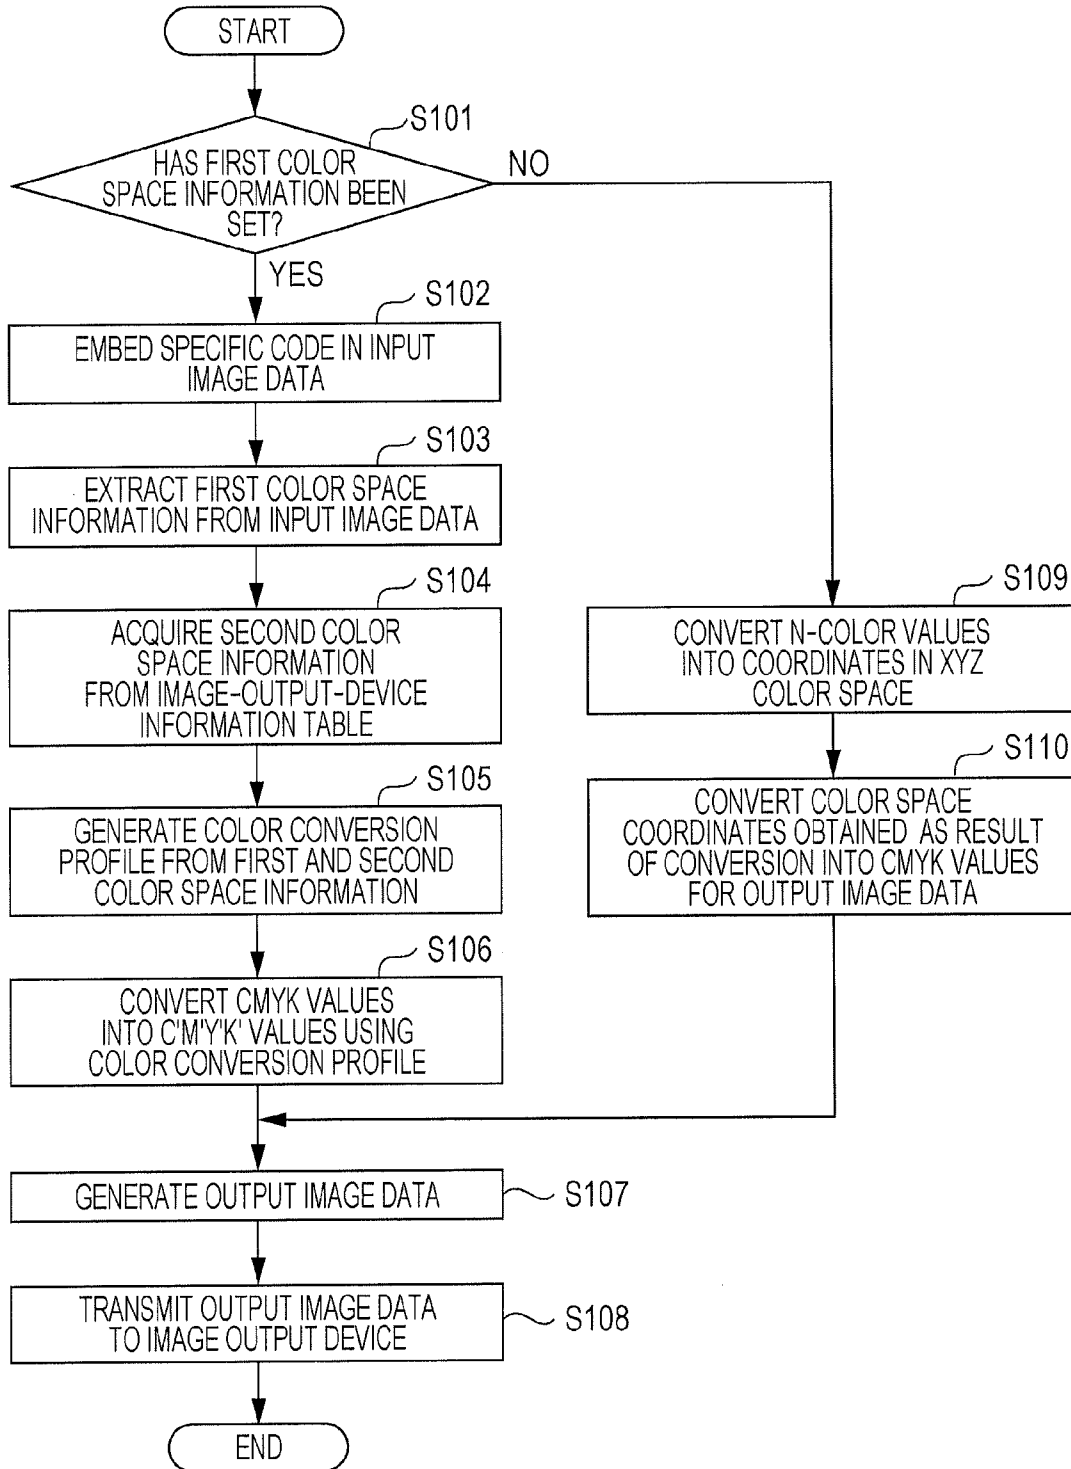 START
S101
HAS FIRST COLOR
SPACE INFORMATION BEEN
SET?
NO
YES
S102
EMBED SPECIFIC CODE IN INPUT
IMAGE DATA
S103
EXTRACT FIRST COLOR SPACE
INFORMATION FROM INPUT IMAGE DATA
S104
ACQUIRE SECOND COLOR
SPACE INFORMATION
FROM IMAGE-OUTPUT-DEVICE
INFORMATION TABLE
S105
GENERATE COLOR CONVERSION
PROFILE FROM FIRST AND SECOND
COLOR SPACE INFORMATION
S106
CONVERT CMYK VALUES
INTO C'M'Y'K' VALUES USING
COLOR CONVERSION PROFILE
S109
CONVERT N-COLOR VALUES
INTO COORDINATES IN XYZ
COLOR SPACE
S110
CONVERT COLOR SPACE
COORDINATES OBTAINED AS RESULT
OF CONVERSION INTO CMYK VALUES
FOR OUTPUT IMAGE DATA
GENERATE OUTPUT IMAGE DATA
S107
TRANSMIT OUTPUT IMAGE DATA
TO IMAGE OUTPUT DEVICE
S108
END